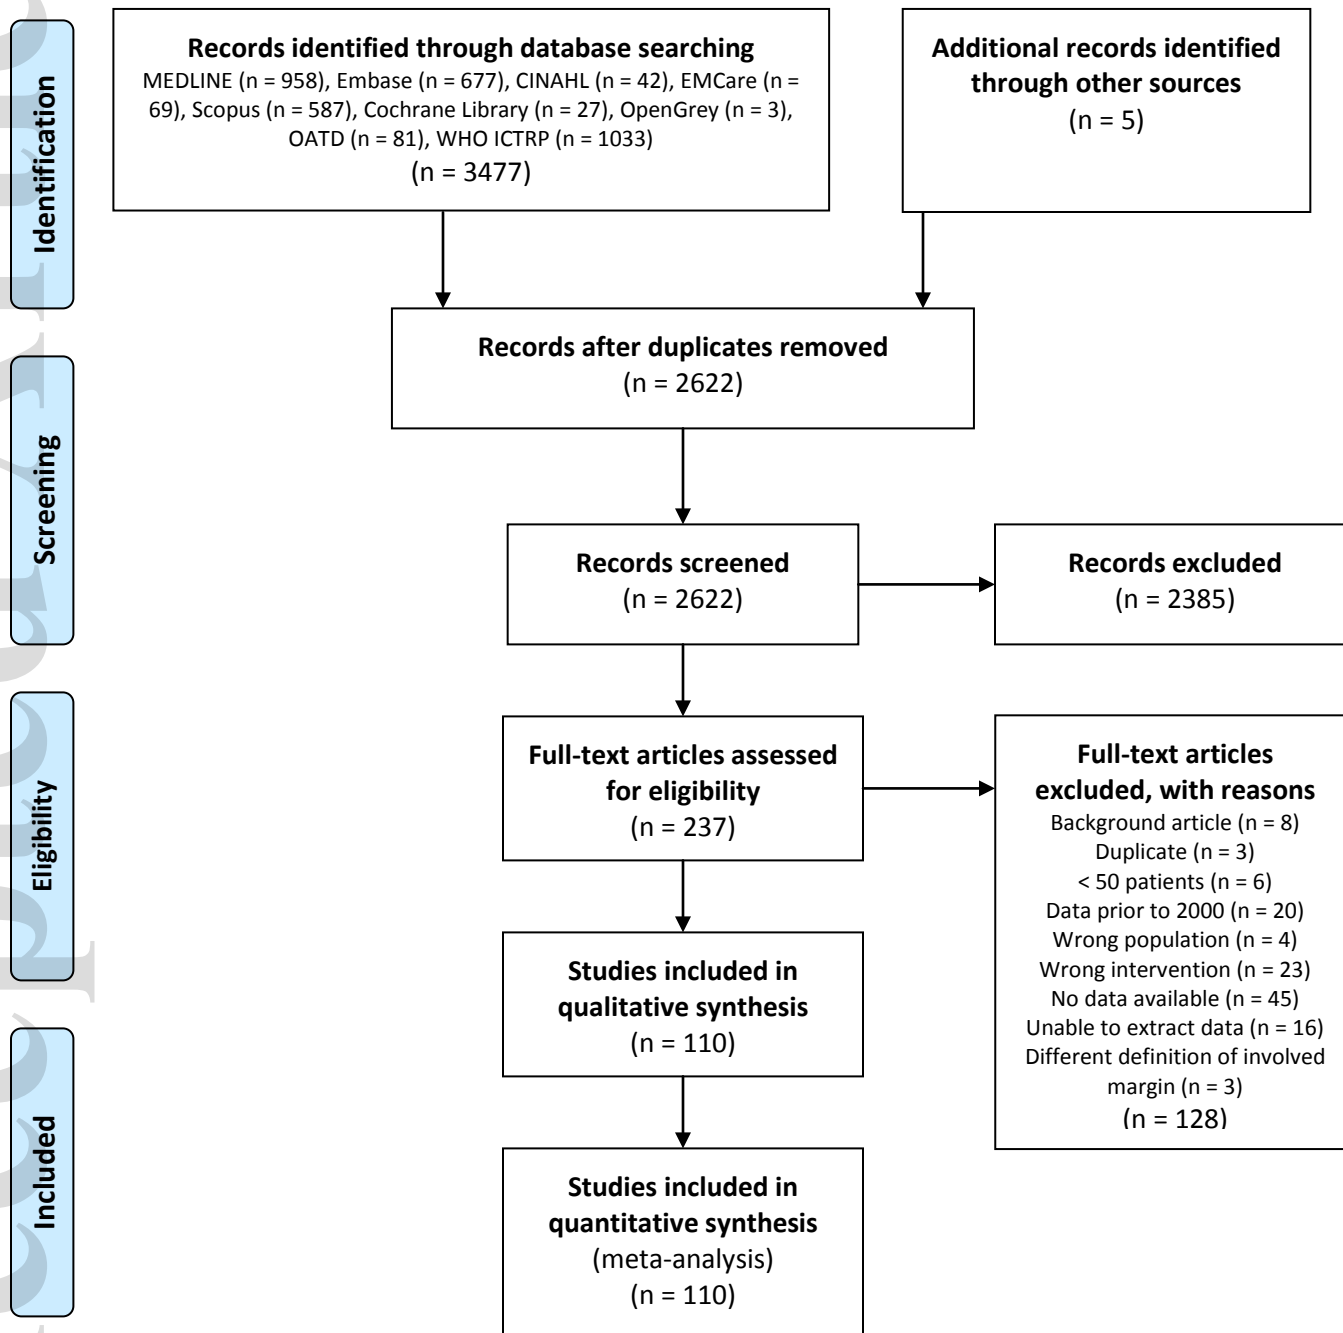 Identification
Records identified through database searching
MEDLINE (n = 958), Embase (n = 677), CINAHL (n = 42), EMCare (n =
69), Scopus (n = 587), Cochrane Library (n = 27), OpenGrey (n = 3),
OATD (n = 81), WHO ICTRP (n = 1033)
(n = 3477)
Additional records identified
through other sources
(n = 5)
Records after duplicates removed
(n = 2622)
Screening
Records screened
(n = 2622)
Records excluded
(n = 2385)
Eligibility
Full-text articles assessed
for eligibility
(n = 237)
Full-text articles
excluded, with reasons
Background article (n = 8)
Duplicate (n = 3)
< 50 patients (n = 6)
Data prior to 2000 (n = 20)
Wrong population (n = 4)
Wrong intervention (n = 23)
No data available (n = 45)
Unable to extract data (n = 16)
Different definition of involved
margin (n = 3)
(n = 128)
Studies included in
qualitative synthesis
(n = 110)
Included
Studies included in
quantitative synthesis
(meta-analysis)
(n = 110)